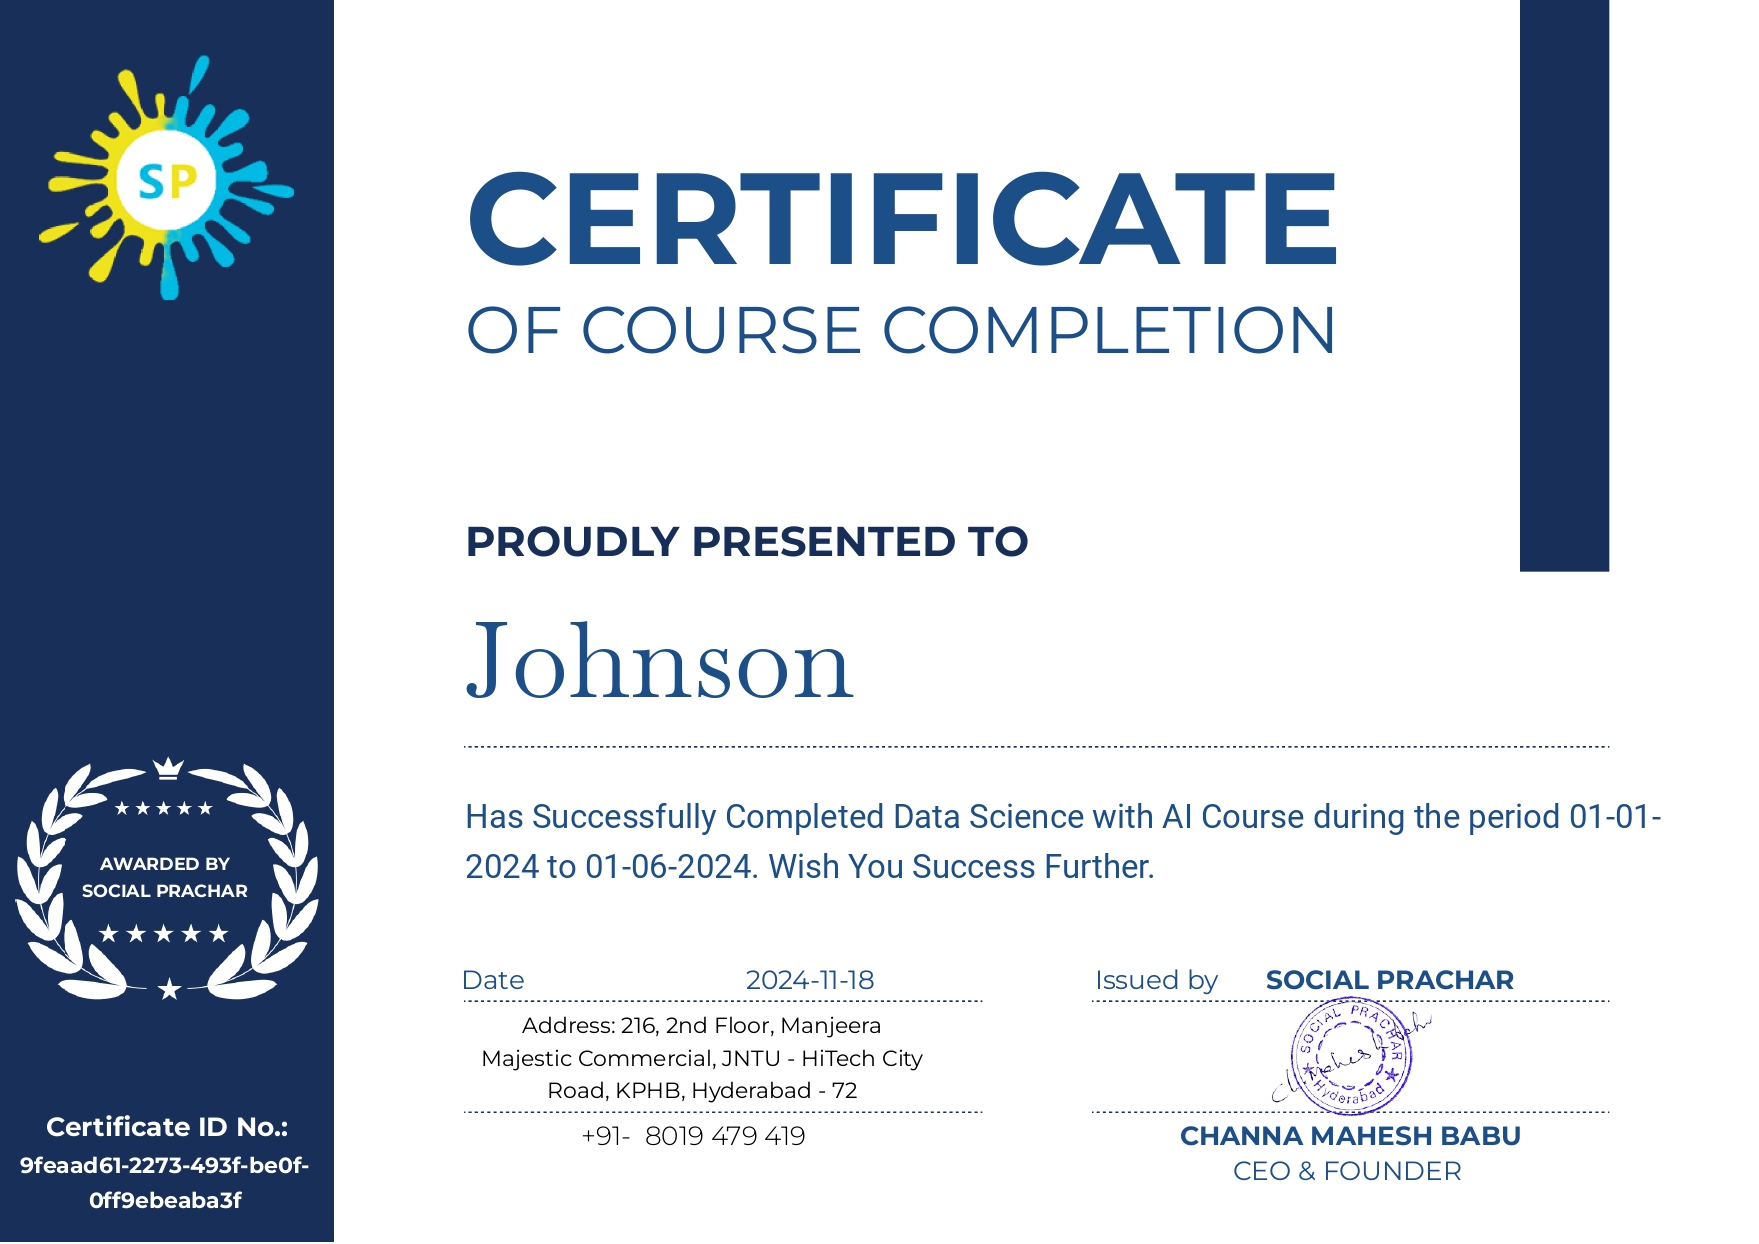 SP
CERTIFICATE
OF COURSE COMPLETION
PROUDLY PRESENTED TO
Johnson
Has Successfully Completed Data Science with AI Course during the period 01-01-
2024 to 01-06-2024. Wish You Success Further.
AWARDED BY
SOCIAL PRACHAR
Certificate ID No.:
9feaad61-2273-493f-be0f-
0ff9ebeaba3f
Date 2024-11-18
Address: 216, 2nd Floor, Manjeera
Majestic Commercial, JNTU - HiTech City
Road, KPHB, Hyderabad - 72
+91- 8019 479 419
Issued by SOCIAL PRACHAR
SOCIAL PRACHAR
Hyderabad
CHANNA MAHESH BABU
CEO & FOUNDER